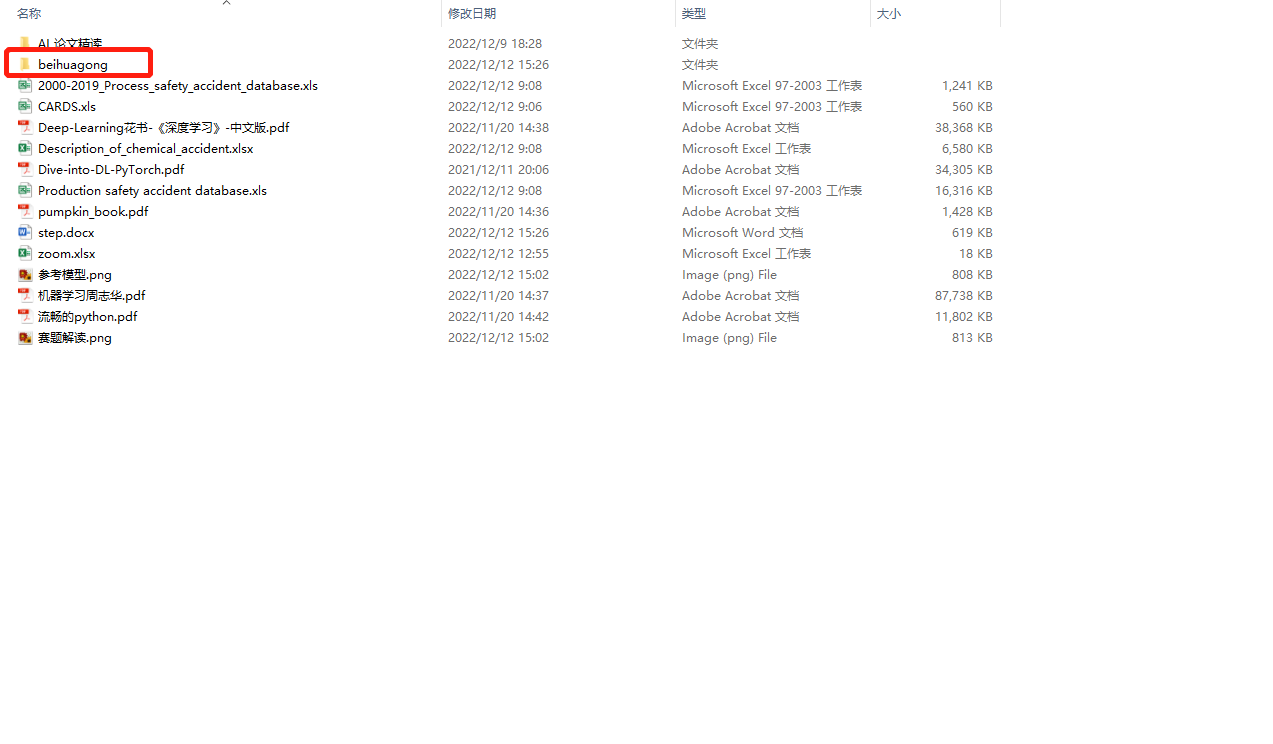 名称 修改日期 类型 大小
AI 论文精读 2022/12/9 18:28 文件夹
beihuagong 2022/12/12 15:26 文件夹
2000-2019_Process_safety_accident_database.xls 2022/12/12 9:08 Microsoft Excel 97-2003 工作表 1,241 KB
CARDS.xls 2022/12/12 9:06 Microsoft Excel 97-2003 工作表 560 KB
Deep-Learning花书-《深度学习》-中文版.pdf 2022/11/20 14:38 Adobe Acrobat 文档 38,368 KB
Description_of_chemical_accident.xlsx 2022/12/12 9:08 Microsoft Excel 工作表 6,580 KB
Dive-into-DL-PyTorch.pdf 2021/12/11 20:06 Adobe Acrobat 文档 34,305 KB
Production safety accident database.xls 2022/12/12 9:08 Microsoft Excel 97-2003 工作表 16,316 KB
pumpkin_book.pdf 2022/11/20 14:36 Adobe Acrobat 文档 1,428 KB
step.docx 2022/12/12 15:26 Microsoft Word 文档 619 KB
zoom.xlsx 2022/12/12 12:55 Microsoft Excel 工作表 18 KB
参考模型.png 2022/12/12 15:02 Image (png) File 808 KB
机器学习周志华.pdf 2022/11/20 14:37 Adobe Acrobat 文档 87,738 KB
流畅的python.pdf 2022/11/20 14:42 Adobe Acrobat 文档 11,802 KB
赛题解读.png 2022/12/12 15:02 Image (png) File 813 KB